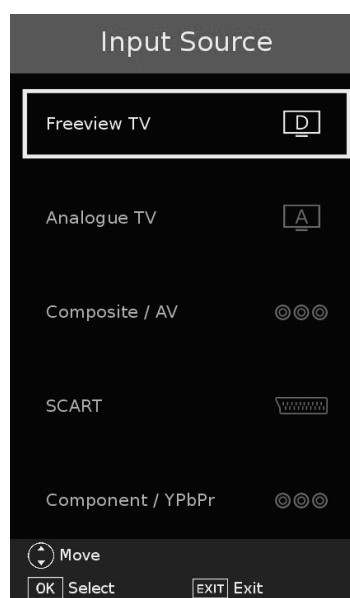 Input Source
Freeview TV D
Analogue TV A
Composite / AV
SCART
Component / YPbPr
Move
OK Select EXIT Exit